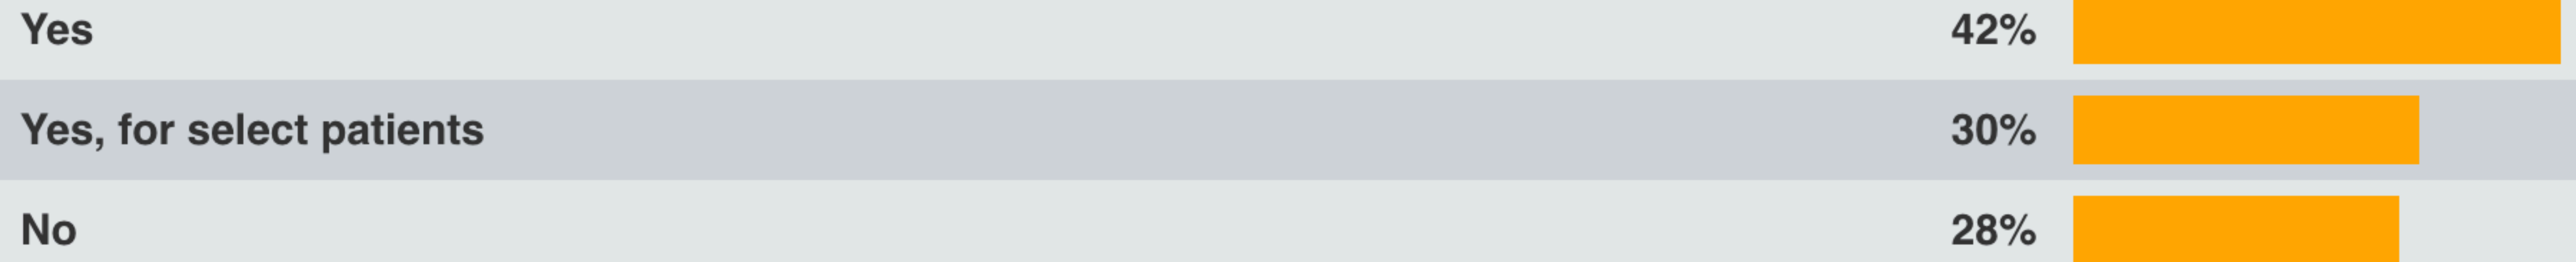 Yes 42%
Yes, for select patients 30%
No 28%